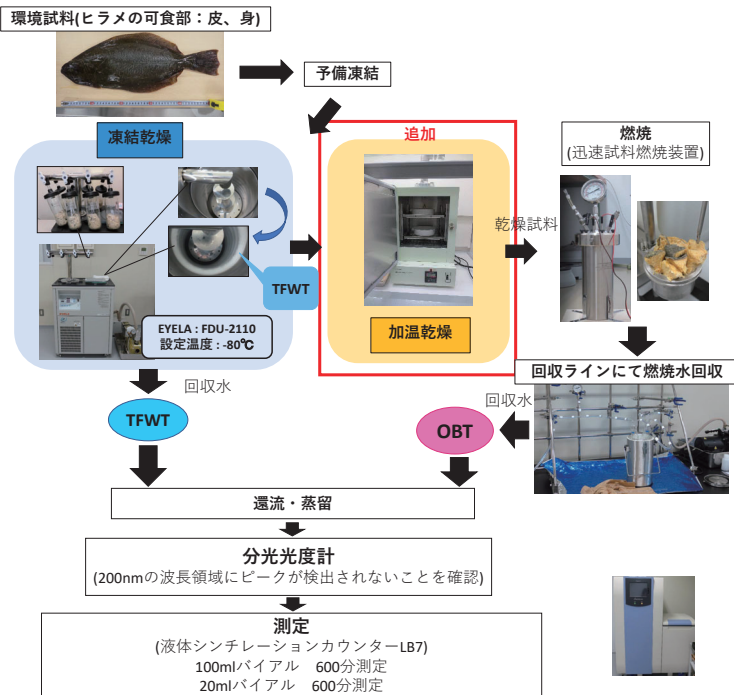 環境試料(ヒラメの可食部：皮、身)
予備凍結
凍結乾燥
追加
燃焼
(迅速試料燃焼装置)
乾燥試料
TFWT
EYELA : FDU-2110
設定温度 : -80℃
加温乾燥
回収ラインにて燃焼水回収
回収水
回収水
TFWT
OBT
還流・蒸留
分光光度計
(200nmの波長領域にピークが検出されないことを確認)
測定
(液体シンチレーションカウンターLB7)
100mlバイアル　600分測定
20mlバイアル　600分測定